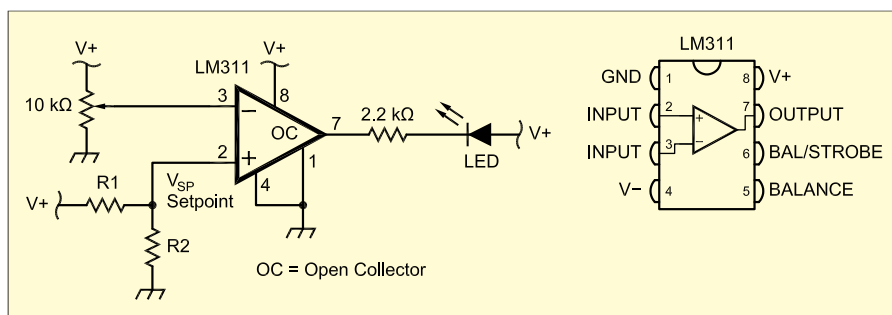 V+
LM311
V+
10 kΩ
3
8
−
OC
7
2.2 kΩ
V+
LED
2
+
4
1
R1
VSP
Setpoint
V+
R2
OC = Open Collector
LM311
GND 1 8 V+
INPUT 2 + 7 OUTPUT
INPUT 3 − 6 BAL/STROBE
V− 4 5 BALANCE